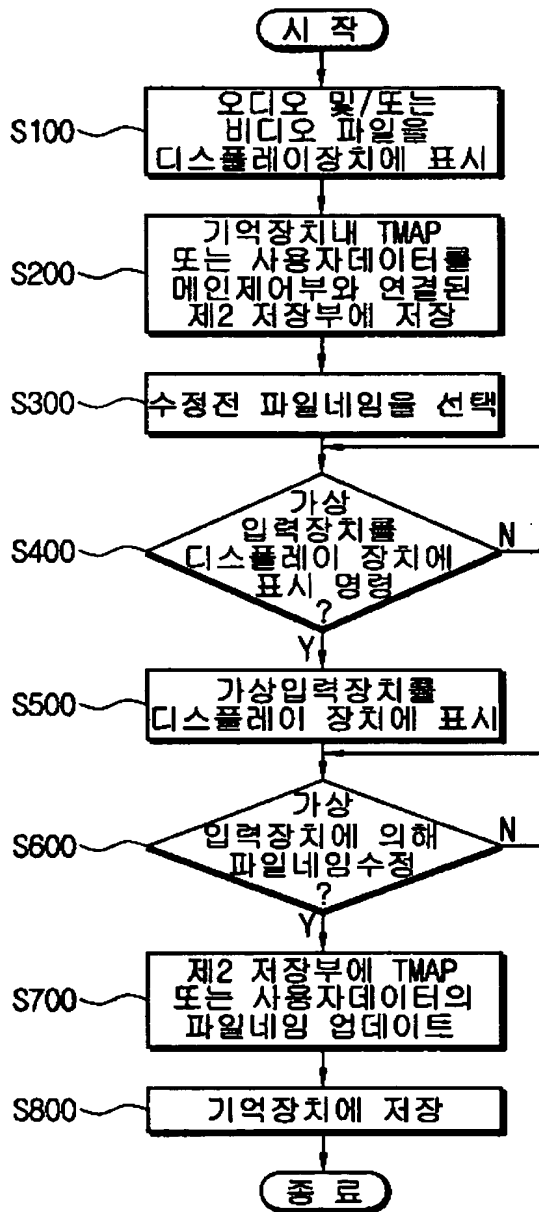 시 작
S100
오디오 및/또는
비디오 파일을
디스플레이장치에 표시
S200
기억장치내 TMAP
또는 사용자데이터를
메인제어부와 연결된
제2 저장부에 저장
S300
수정전 파일네임을 선택
S400
가상
입력장치를
디스플레이 장치에
표시 명령
?
N
Y
S500
가상입력장치를
디스플레이 장치에 표시
S600
가상
입력장치에 의해
파일네임수정
?
N
Y
S700
제2 저장부에 TMAP
또는 사용자데이터의
파일네임 업데이트
S800
기억장치에 저장
종 료